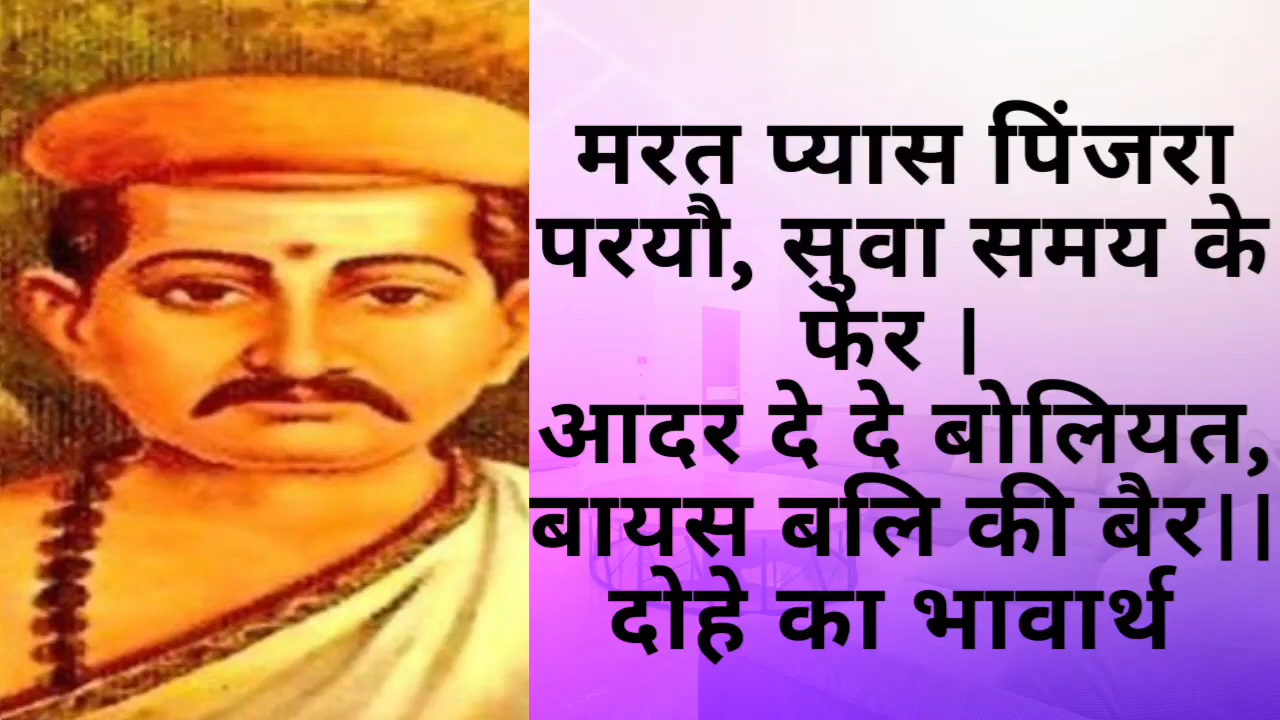 मरत प्यास पिंजरा
परयौ, सुवा समय के
फेर ।
आदर दे दे बोलियत,
बायस बलि की बैर।।
दोहे का भावार्थ